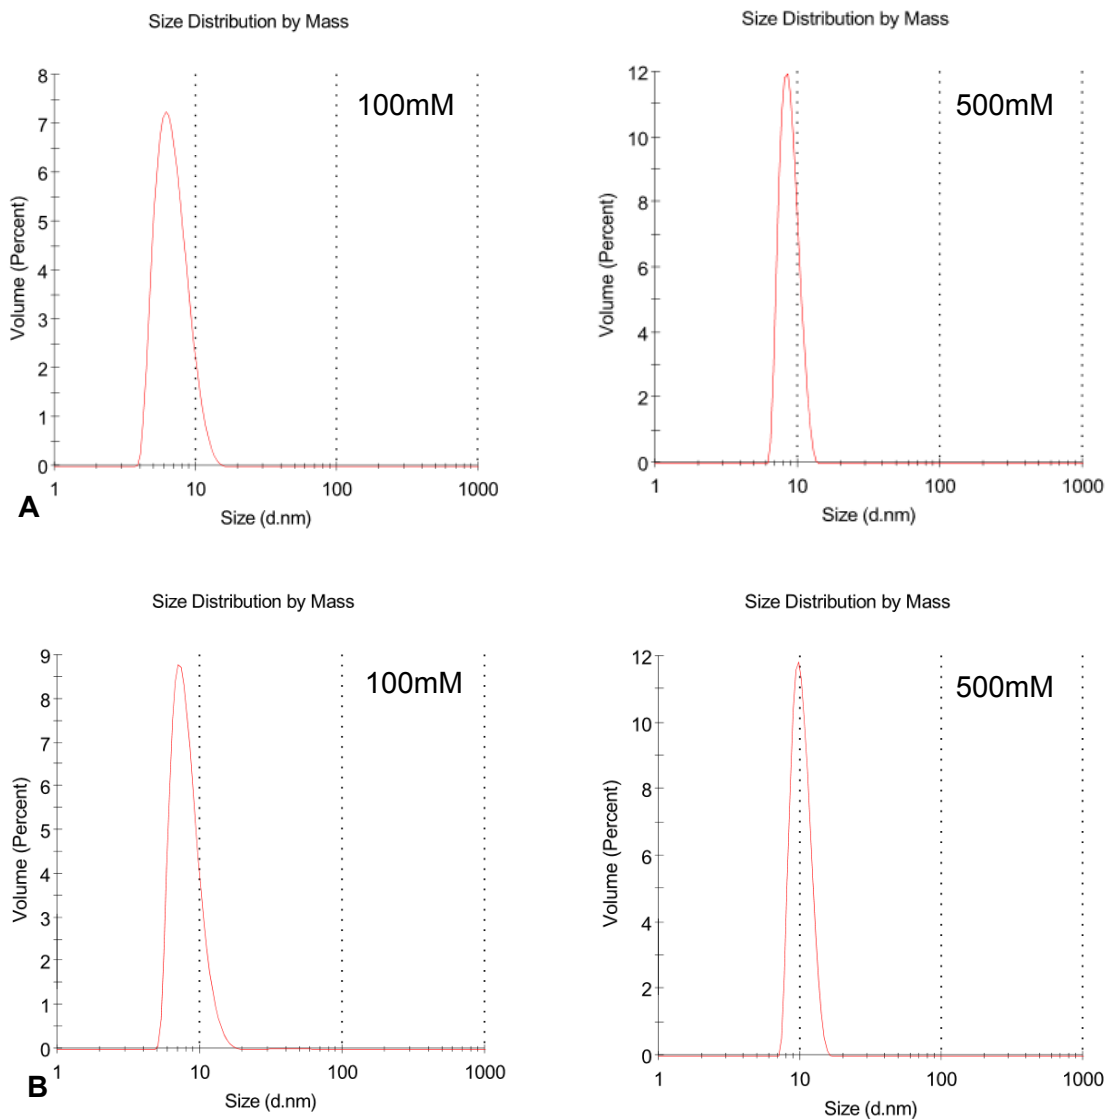 Size Distribution by Mass
8
7
6
5
4
3
2
1
0
Volume (Percent)
100mM
1 10 100 1000
Size (d.nm)
A
Size Distribution by Mass
12
10
8
6
4
2
0
Volume (Percent)
500mM
1 10 100 1000
Size (d.nm)
Size Distribution by Mass
9
8
7
6
5
4
3
2
1
0
Volume (Percent)
100mM
1 10 100 1000
Size (d.nm)
B
Size Distribution by Mass
12
10
8
6
4
2
0
Volume (Percent)
500mM
1 10 100 1000
Size (d.nm)